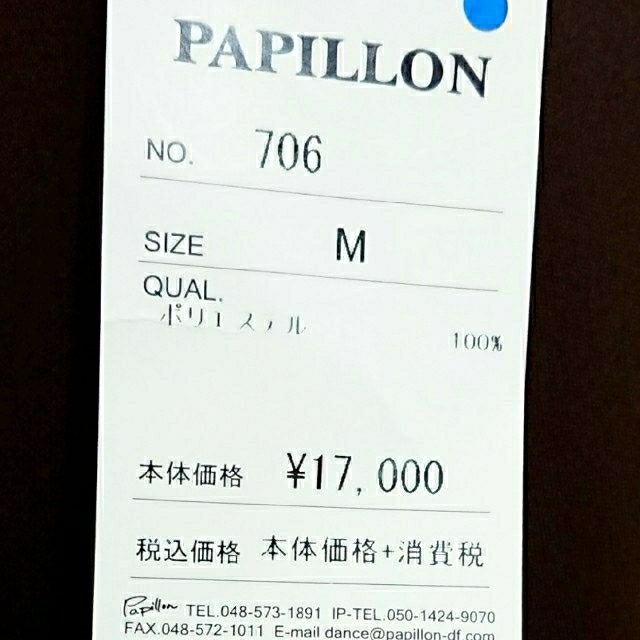 PAPILLON
NO. 706
SIZE M
QUAL.
ポリエステル 100%
本体価格 ¥17,000
税込価格 本体価格+消費税
Papillon TEL.048-573-1891 IP-TEL.050-1424-9070
FAX.048-572-1011 E-mail dance@papillon-df.com